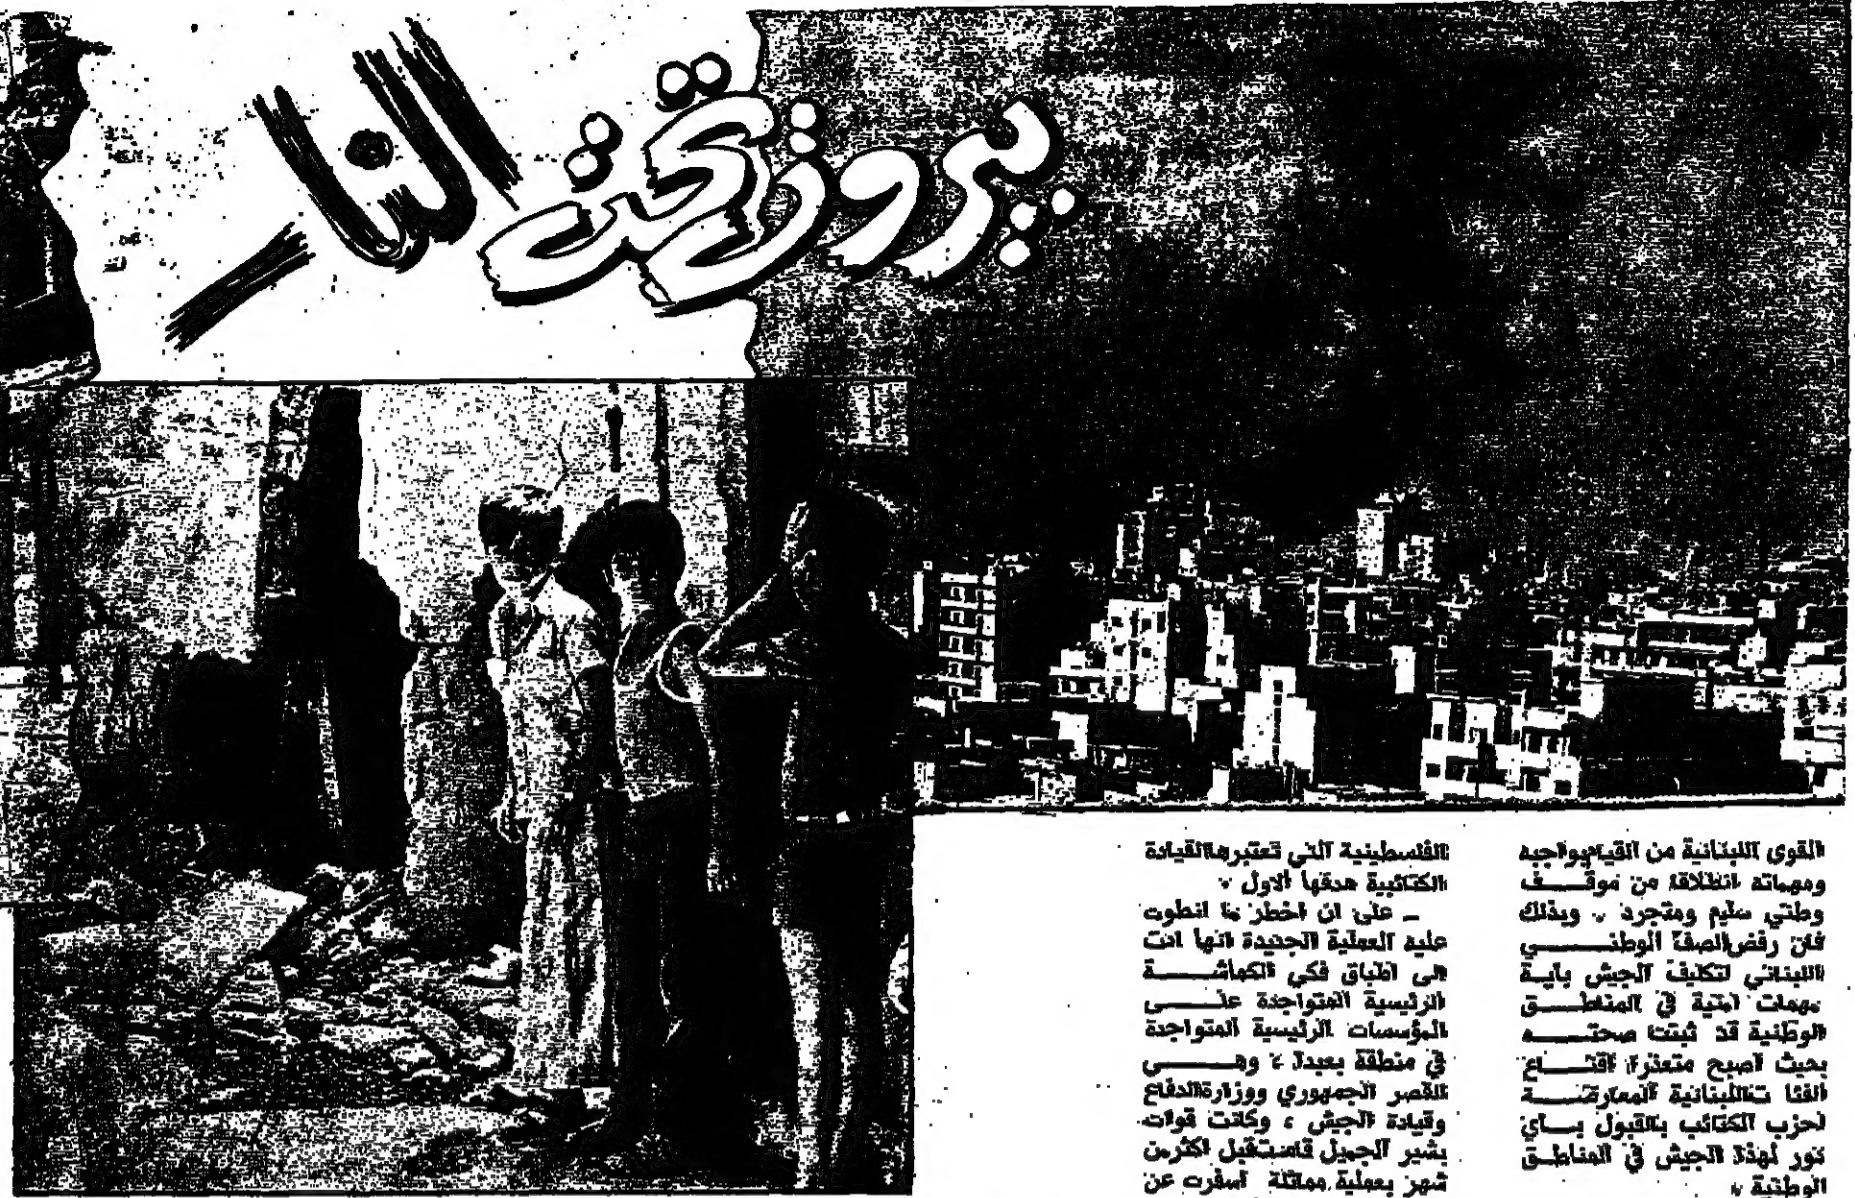 بيروت تحت النار
القوى اللبنانية من القيام بواجبه
ومهماته انطلاقا من موقف
وطني سليم ومتجرد . وبذلك
فان رفض الصف الوطني
اللبناني لتكليف الجيش باية
مهمات امنية في المناطق
الوطنية قد ثبتت صحته
بحيث اصبح متعذرا اقناع
الفئات اللبنانية المعارضة
لحزب الكتائب بالقبول باي
دور لهذا الجيش في المناطق
الوطنية .
الفلسطينية التي تعتبرها القيادة
الكتائبية هدفها الاول .
ـ على ان اخطر ما انطوت
عليه العملية الجديدة انها ادت
الى اطباق فكي الكماشة
الرئيسية المتواجدة على
المؤسسات الرئيسية المتواجدة
في منطقة بعبدا ، وهي
القصر الجمهوري ووزارة الدفاع
وقيادة الجيش ، وكانت قوات
بشير الجميل قامت قبل اكثر من
شهر بعملية مماثلة اسفرت عن